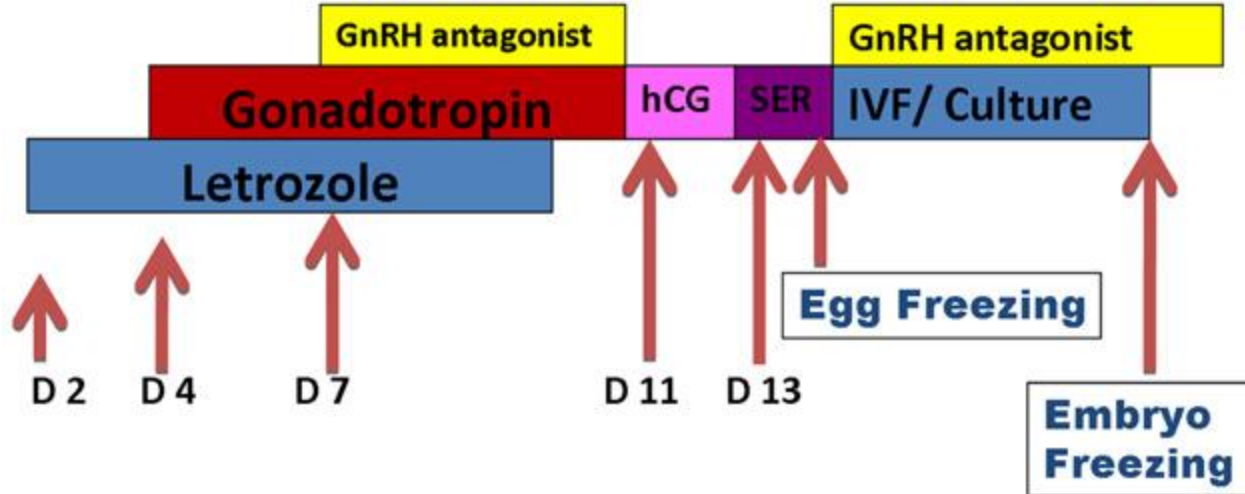 GnRH antagonist
GnRH antagonist
Gonadotropin
hCG
SER
IVF/ Culture
Letrozole
Egg Freezing
D 2
D 4
D 7
D 11
D 13
Embryo
Freezing